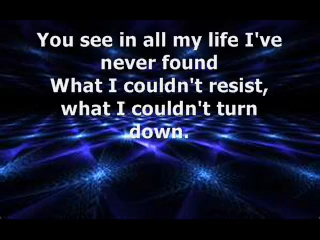 You see in all my life I've
never found
What I couldn't resist,
what I couldn't turn
down.